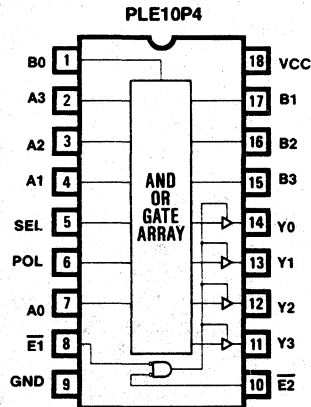 PLE10P4
B0 1 18 VCC
A3 2 17 B1
A2 3 16 B2
A1 4 15 B3
AND
OR
GATE
ARRAY
SEL 5 14 Y0
POL 6 13 Y1
A0 7 12 Y2
E1 8 11 Y3
GND 9 10 E2